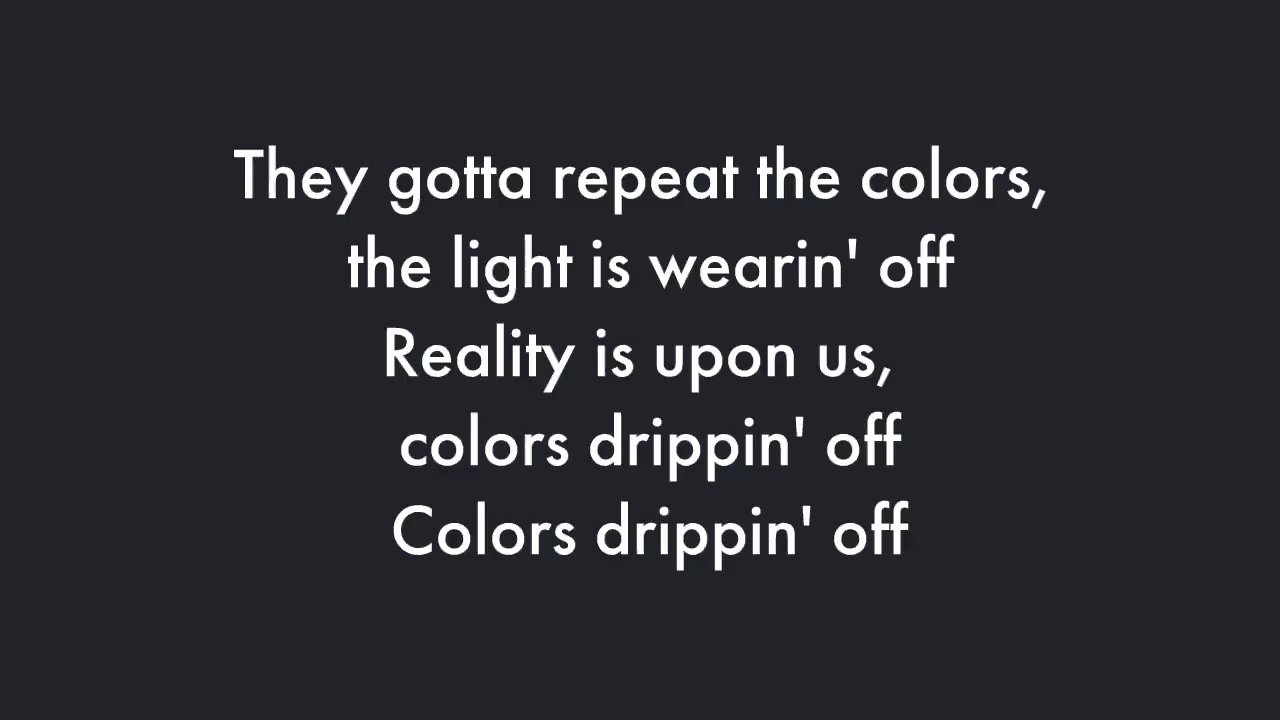 They gotta repeat the colors,
the light is wearin' off
Reality is upon us,
colors drippin' off
Colors drippin' off